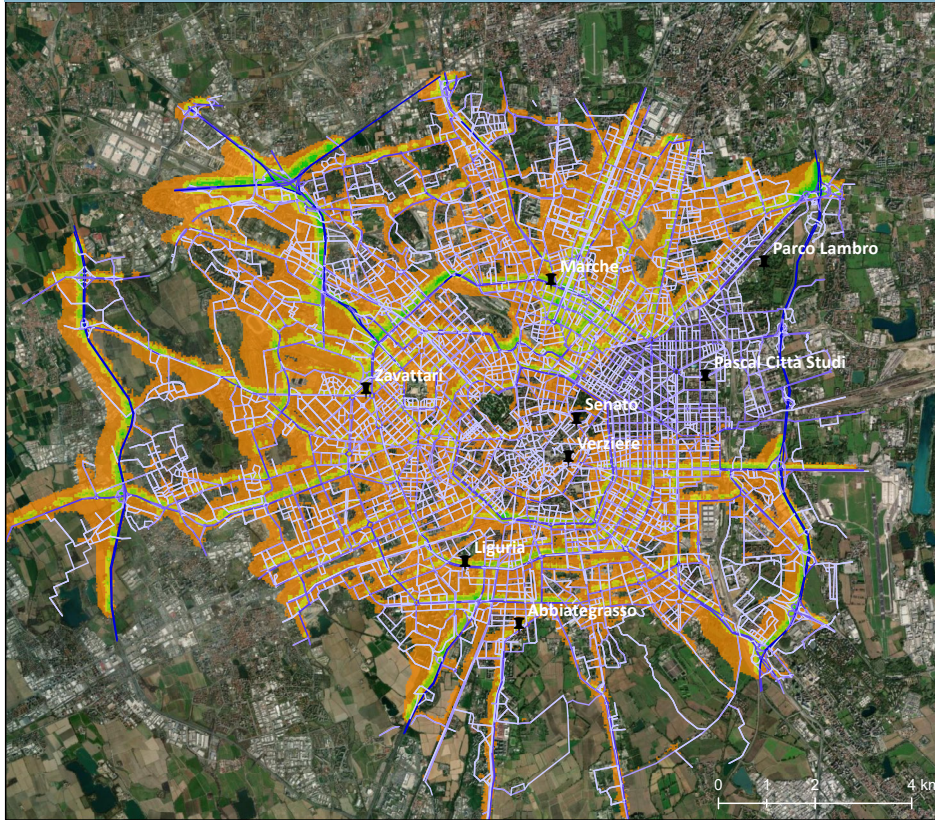 Parco Lambro
Marche
Pascal Città Studi
Zavattari
Senato
Verziere
Liguria
Abbiategrasso
0 1 2 4 km